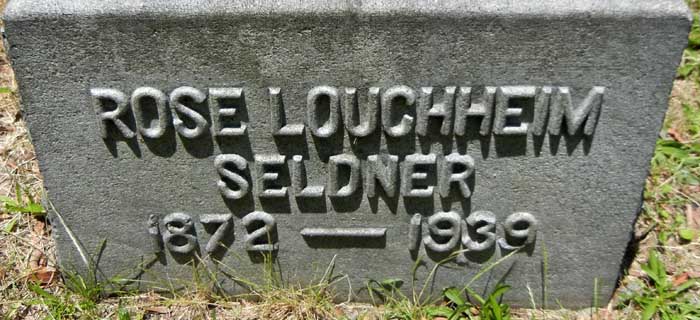 ROSE LOUCHHEIM
SELDNER
1872 — 1939